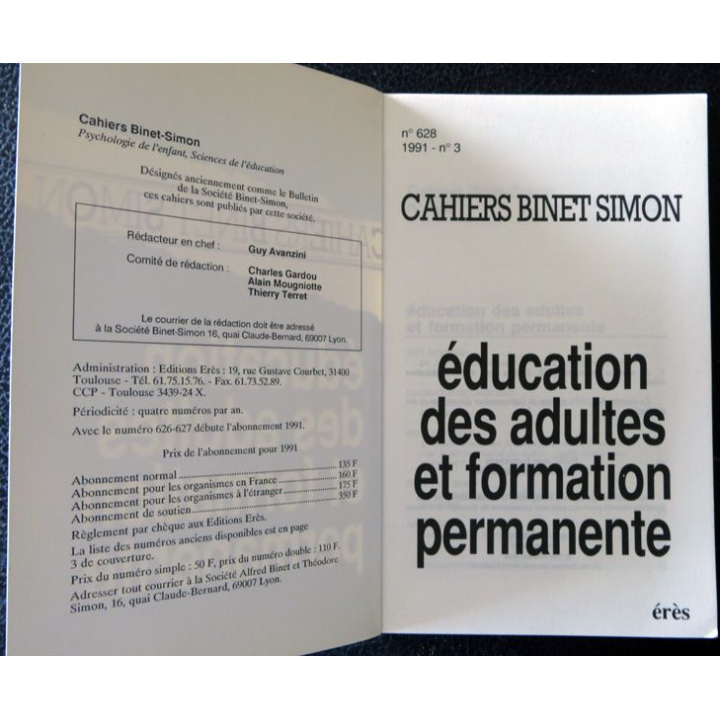 Cahiers Binet-Simon
Psychologie de l'enfant, Sciences de l'éducation
Désignés anciennement comme le Bulletin
de la Société Binet-Simon,
ces cahiers sont publiés par cette société.
Rédacteur en chef : Guy Avanzini
Comité de rédaction : Charles Gardou
Alain Mougniotte
Thierry Terret
Le courrier de la rédaction doit être adressé
à la Société Binet-Simon 16, quai Claude-Bernard, 69007 Lyon.
Administration : Editions Erès : 19, rue Gustave Courbet, 31400
Toulouse - Tél. 61.75.15.76. - Fax. 61.73.52.89.
CCP - Toulouse 3439-24 X.
Périodicité : quatre numéros par an.
Avec le numéro 626-627 débute l'abonnement 1991.
Prix de l'abonnement pour 1991
Abonnement normal 135 F
Abonnement pour les organismes en France 160 F
Abonnement pour les organismes à l'étranger 175 F
Abonnement de soutien 350 F
Règlement par chèque aux Editions Erès.
La liste des numéros anciens disponibles est en page
3 de couverture.
Prix du numéro simple : 50 F, prix du numéro double : 110 F.
Adresser tout courrier à la Société Alfred Binet et Théodore
Simon, 16, quai Claude-Bernard, 69007 Lyon.
n° 628
1991 - n° 3
CAHIERS BINET SIMON
éducation
des adultes
et formation
permanente
érès